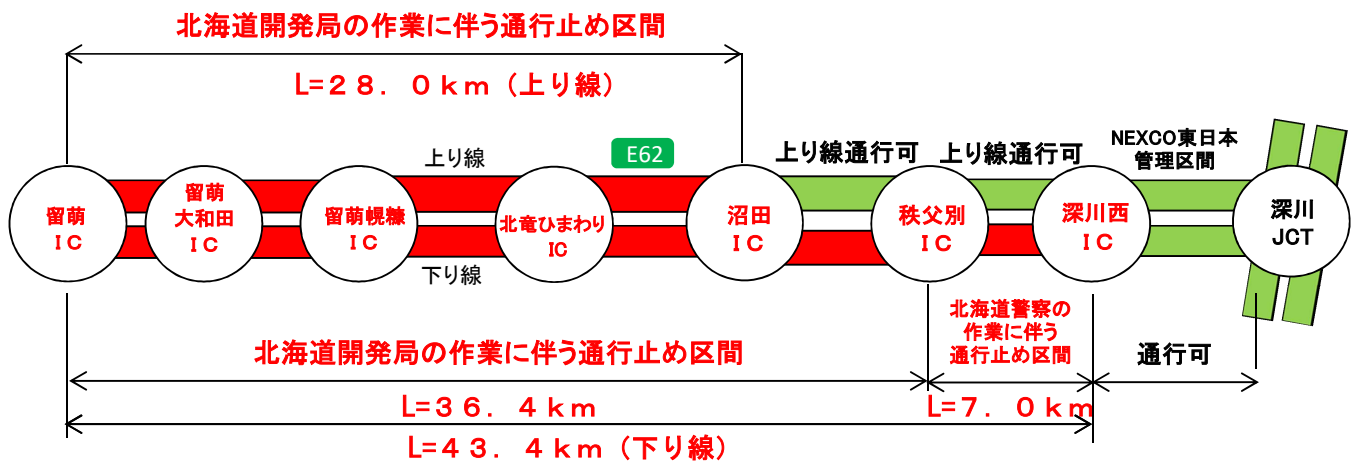 北海道開発局の作業に伴う通行止め区間
L=２８．０ｋｍ（上り線）
E62
上り線
上り線通行可
上り線通行可
NEXCO東日本
管理区間
留萌
ＩＣ
留萌
大和田
ＩＣ
留萌幌糠
ＩＣ
北竜ひまわり
IC
沼田
ＩＣ
秩父別
ＩＣ
深川西
ＩＣ
深川
JCT
下り線
北海道開発局の作業に伴う通行止め区間
L=３６．４ｋｍ
北海道警察の
作業に伴う
通行止め区間
L=７．０ｋｍ
通行可
L=４３．４ｋｍ（下り線）